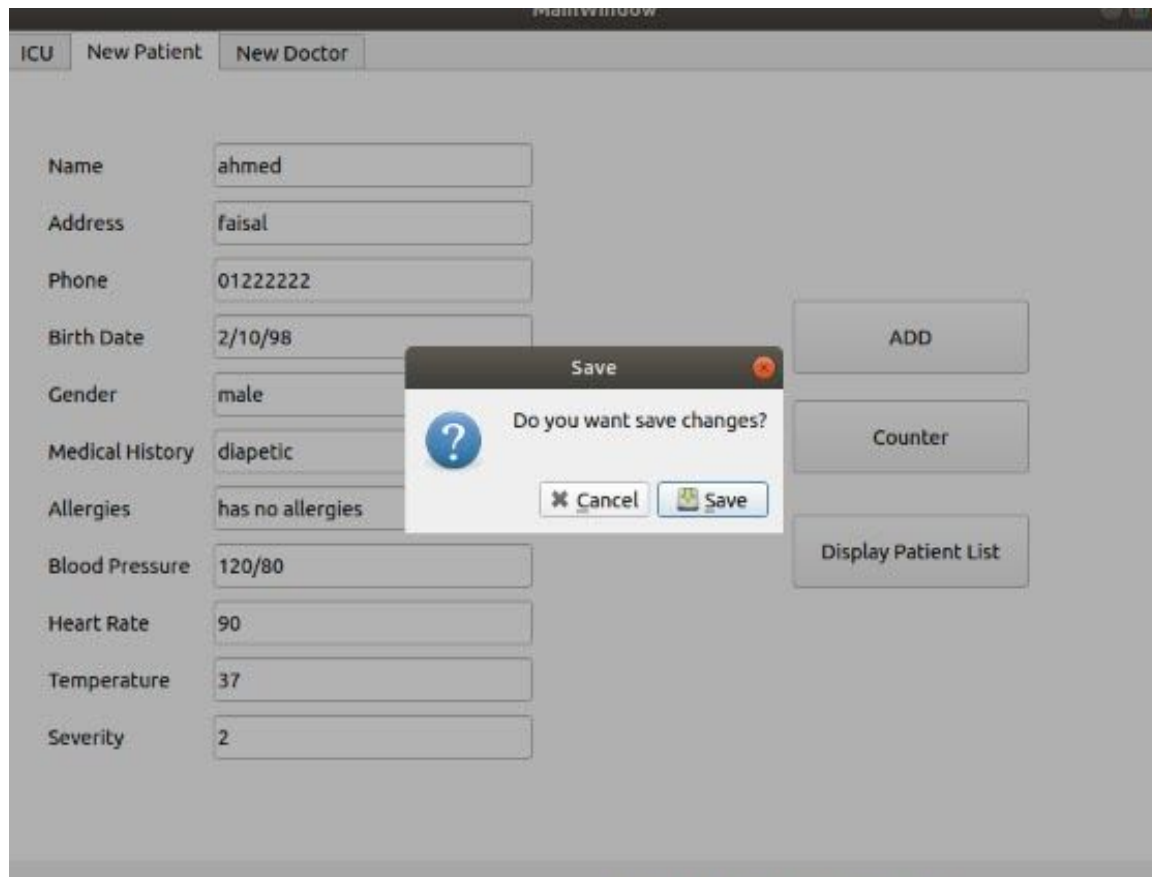 MainWindow
ICU New Patient New Doctor
Name ahmed
Address faisal
Phone 01222222
Birth Date 2/10/98
ADD
Save
Gender male
Do you want save changes?
Counter
Medical History diapetic
Cancel Save
Allergies has no allergies
Display Patient List
Blood Pressure 120/80
Heart Rate 90
Temperature 37
Severity 2